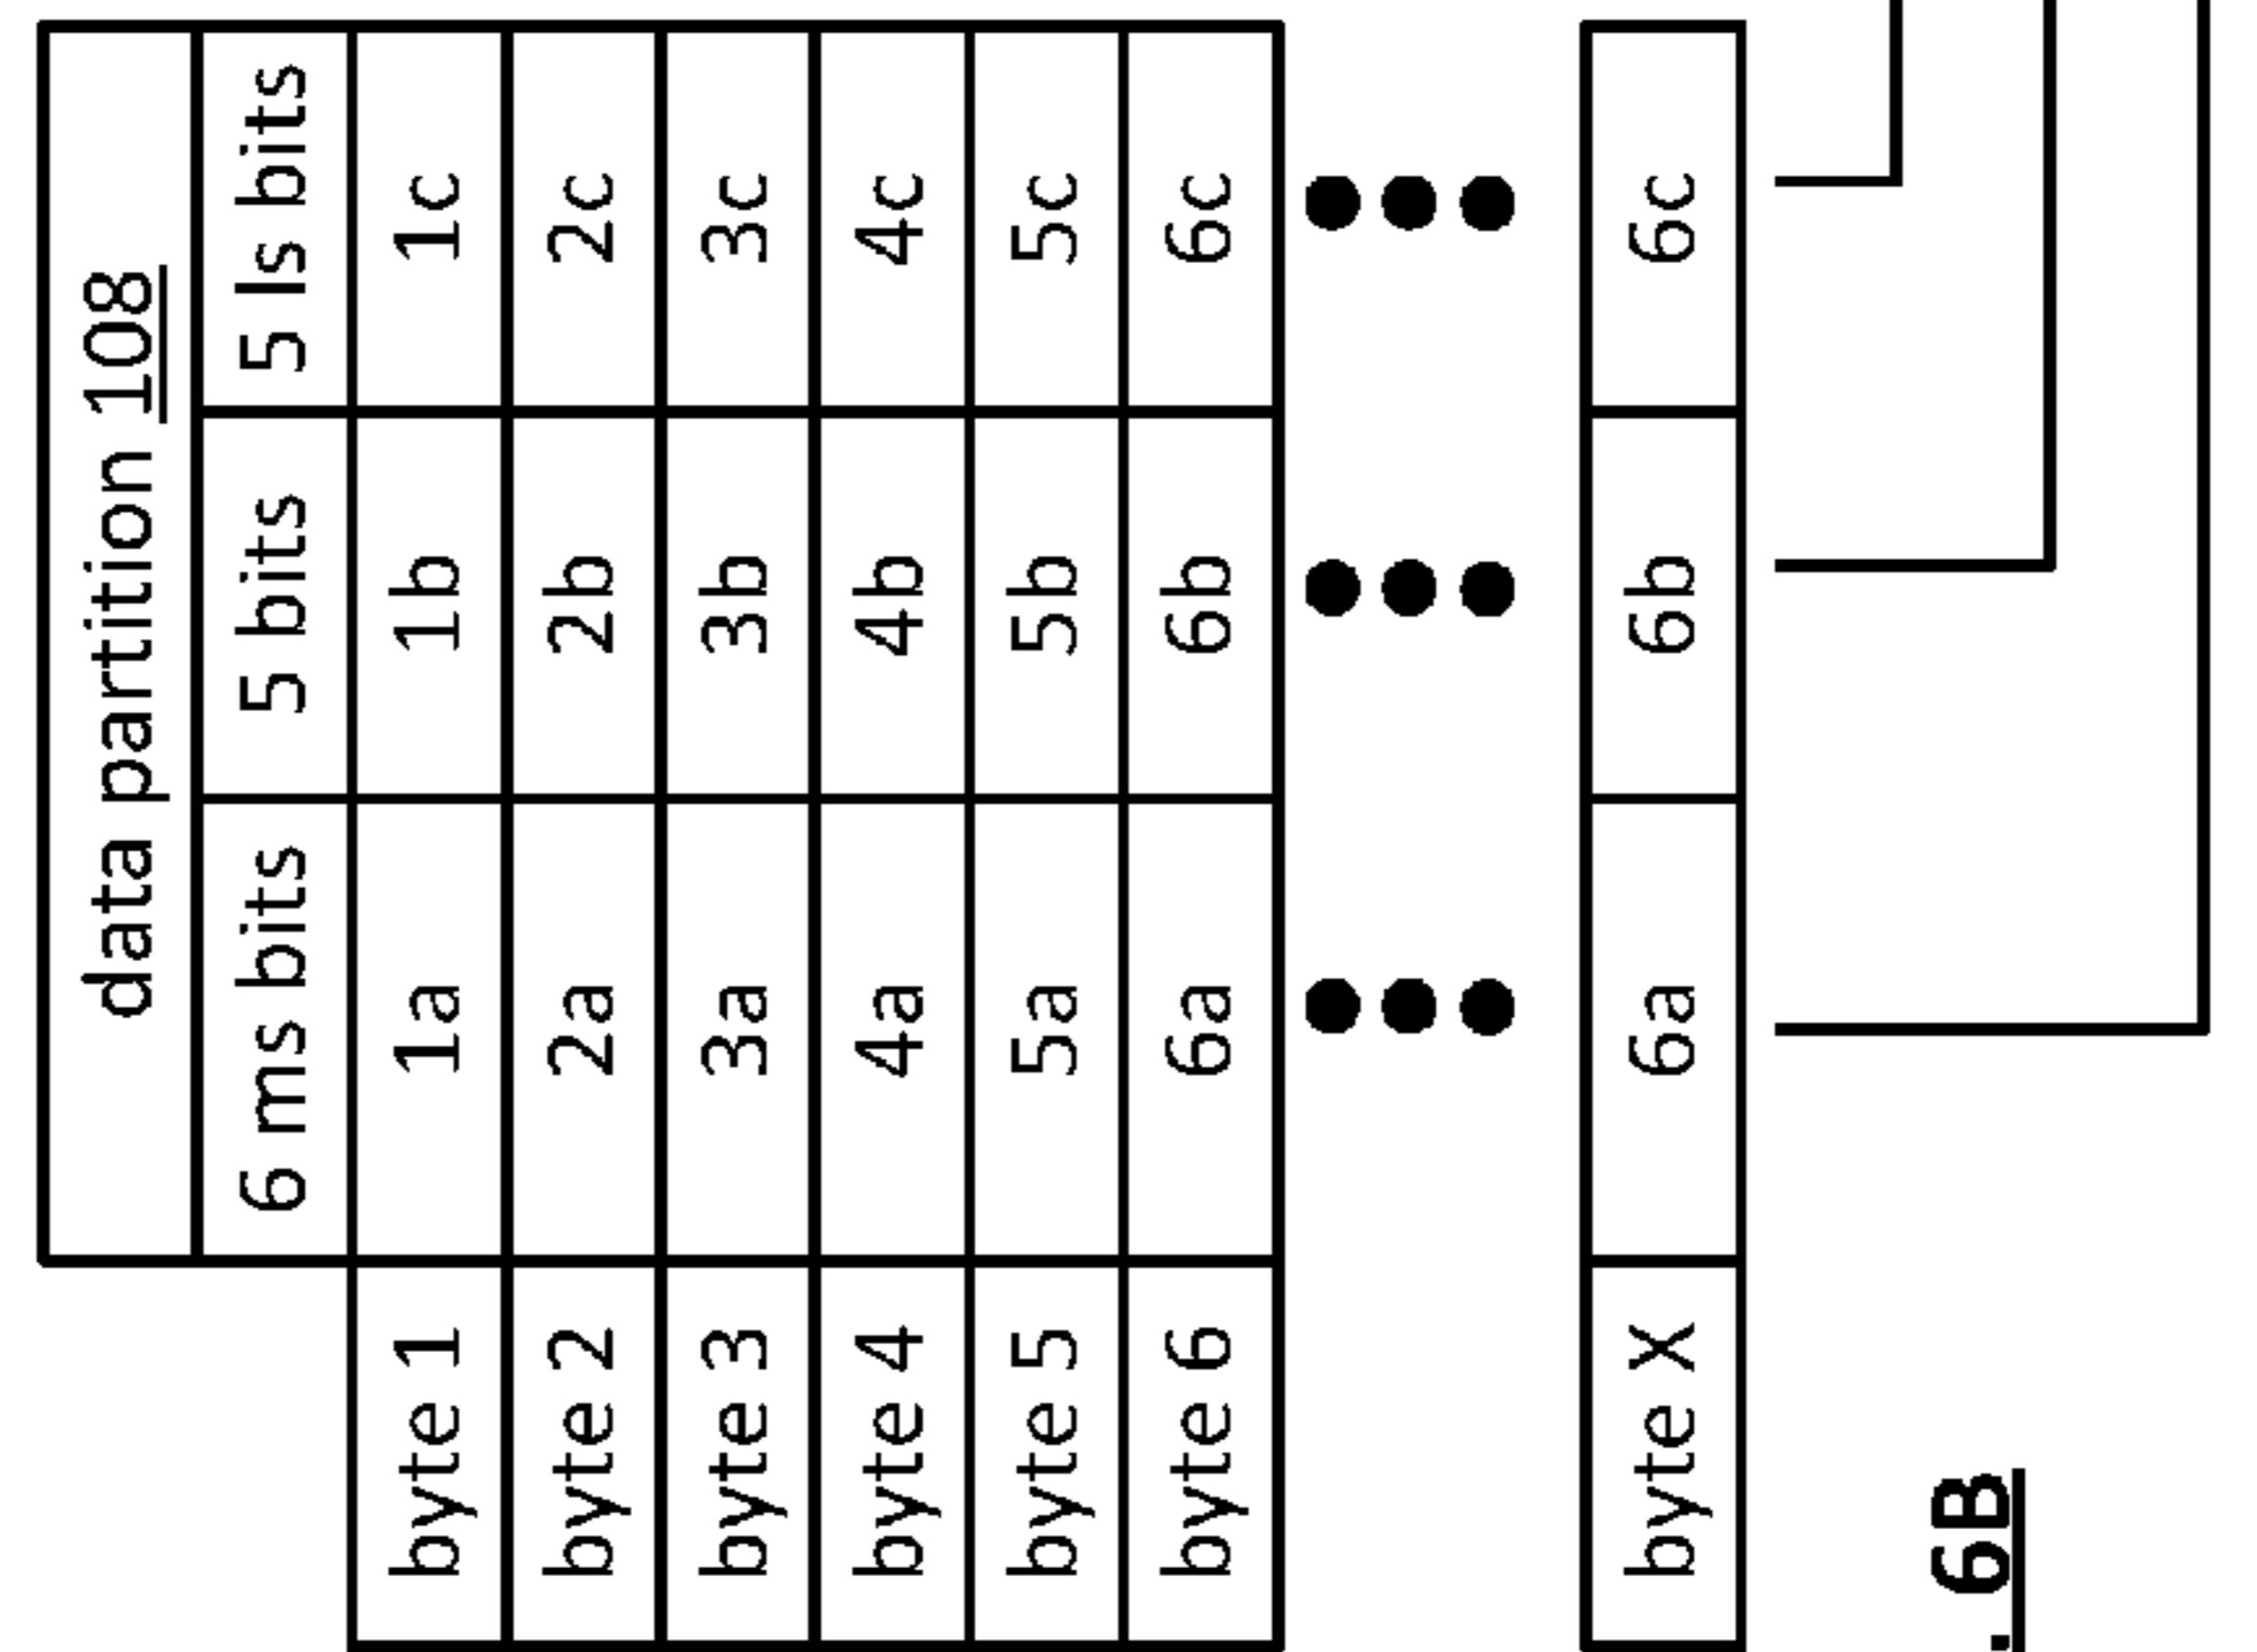 data partition 108
6 ms bits 5 bits 5 ls bits
byte 1 1a 1b 1c
byte 2 2a 2b 2c
byte 3 3a 3b 3c
byte 4 4a 4b 4c
byte 5 5a 5b 5c
byte 6 6a 6b 6c
byte X 6a 6b 6c
. 6B